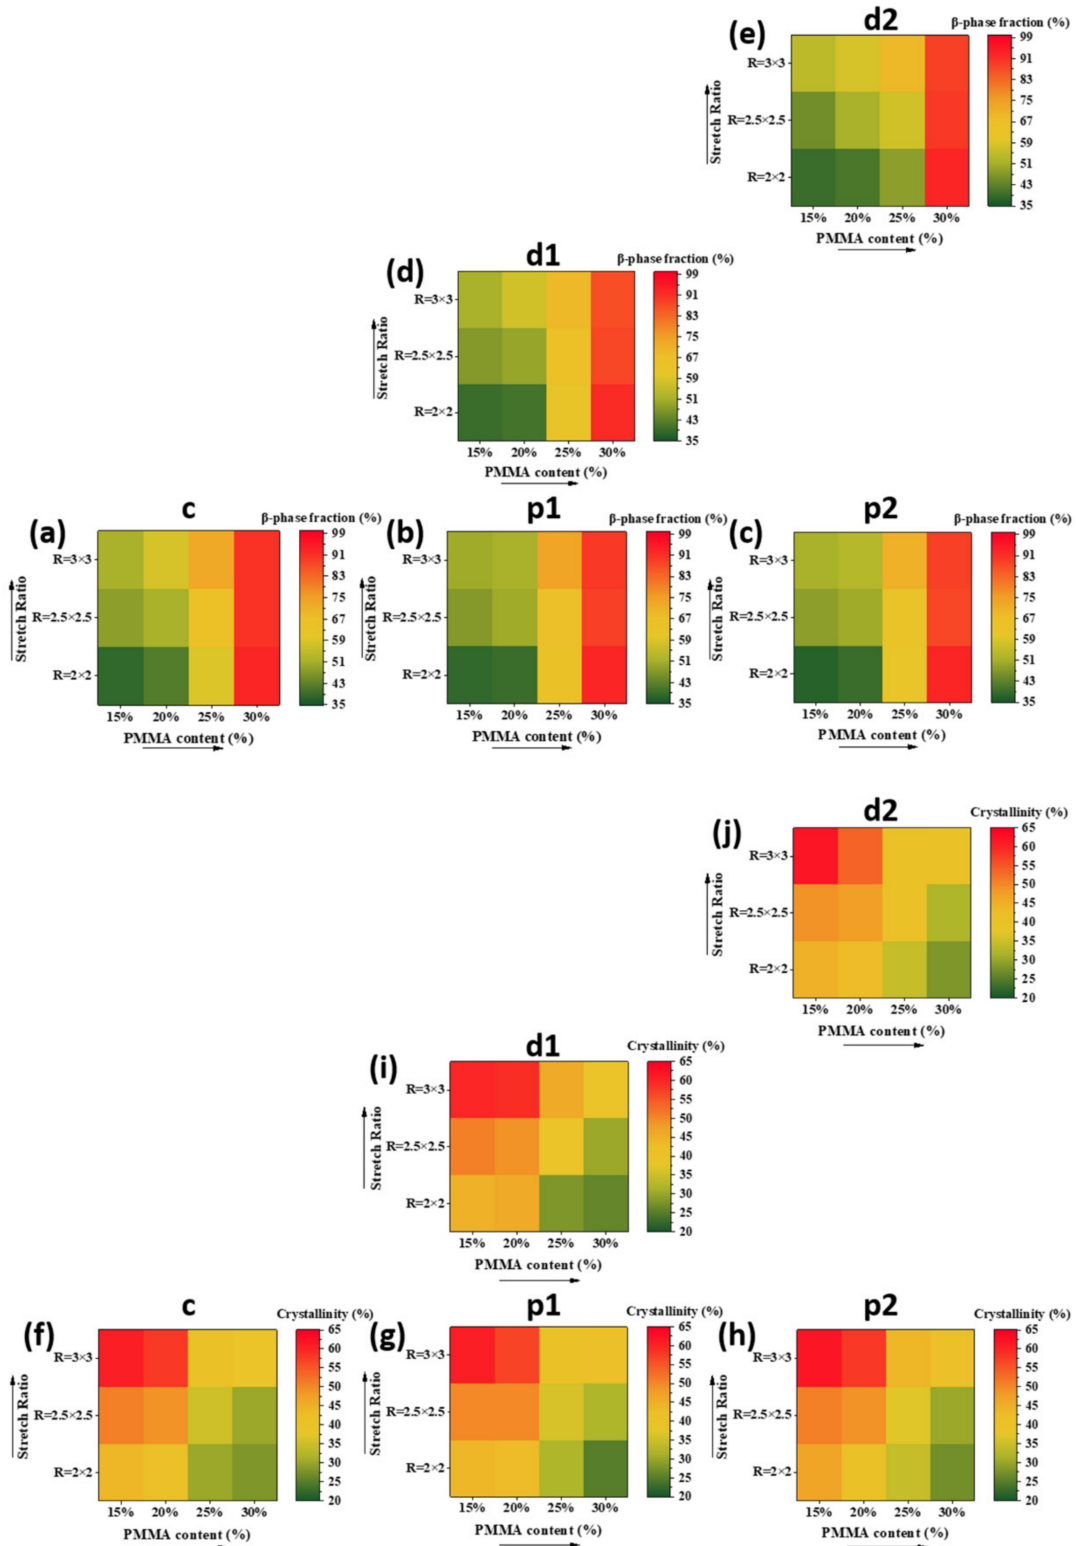 d2
(e)
β-phase fraction (%)
R=3×3
R=2.5×2.5
R=2×2
Stretch Ratio
99
91
83
75
67
59
51
43
35
15% 20% 25% 30%
PMMA content (%)
d1
(d)
β-phase fraction (%)
R=3×3
R=2.5×2.5
R=2×2
Stretch Ratio
99
91
83
75
67
59
51
43
35
15% 20% 25% 30%
PMMA content (%)
c
(a)
β-phase fraction (%)
R=3×3
R=2.5×2.5
R=2×2
Stretch Ratio
99
91
83
75
67
59
51
43
35
15% 20% 25% 30%
PMMA content (%)
p1
(b)
β-phase fraction (%)
R=3×3
R=2.5×2.5
R=2×2
Stretch Ratio
99
91
83
75
67
59
51
43
35
15% 20% 25% 30%
PMMA content (%)
p2
(c)
β-phase fraction (%)
R=3×3
R=2.5×2.5
R=2×2
Stretch Ratio
99
91
83
75
67
59
51
43
35
15% 20% 25% 30%
PMMA content (%)
d2
(j)
Crystallinity (%)
R=3×3
R=2.5×2.5
R=2×2
Stretch Ratio
65
60
55
50
45
40
35
30
25
20
15% 20% 25% 30%
PMMA content (%)
d1
(i)
Crystallinity (%)
R=3×3
R=2.5×2.5
R=2×2
Stretch Ratio
65
60
55
50
45
40
35
30
25
20
15% 20% 25% 30%
PMMA content (%)
c
(f)
Crystallinity (%)
R=3×3
R=2.5×2.5
R=2×2
Stretch Ratio
65
60
55
50
45
40
35
30
25
20
15% 20% 25% 30%
PMMA content (%)
p1
(g)
Crystallinity (%)
R=3×3
R=2.5×2.5
R=2×2
Stretch Ratio
65
60
55
50
45
40
35
30
25
20
15% 20% 25% 30%
PMMA content (%)
p2
(h)
Crystallinity (%)
R=3×3
R=2.5×2.5
R=2×2
Stretch Ratio
65
60
55
50
45
40
35
30
25
20
15% 20% 25% 30%
PMMA content (%)